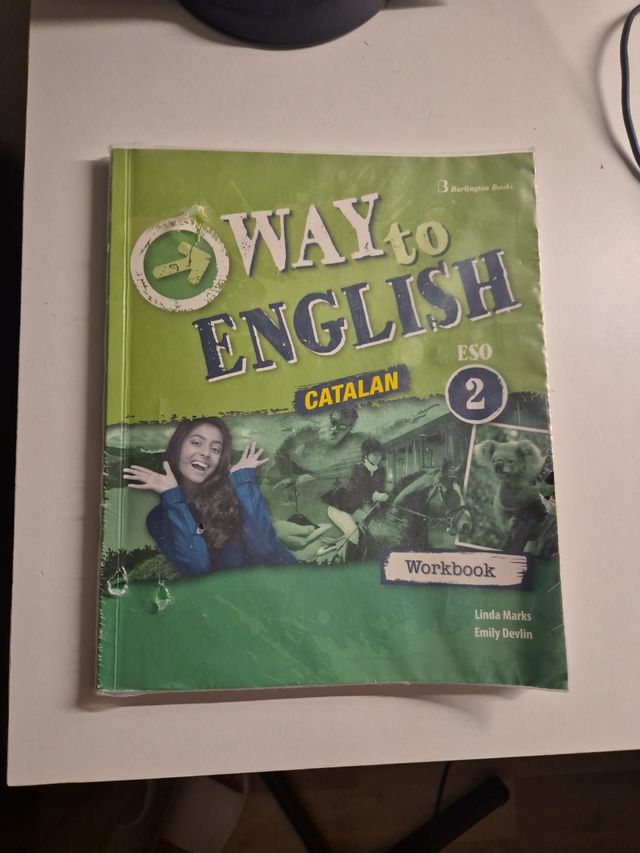 B Burlington Books
WAY to
ENGLISH
ESO
2
CATALAN
Workbook
Linda Marks
Emily Devlin